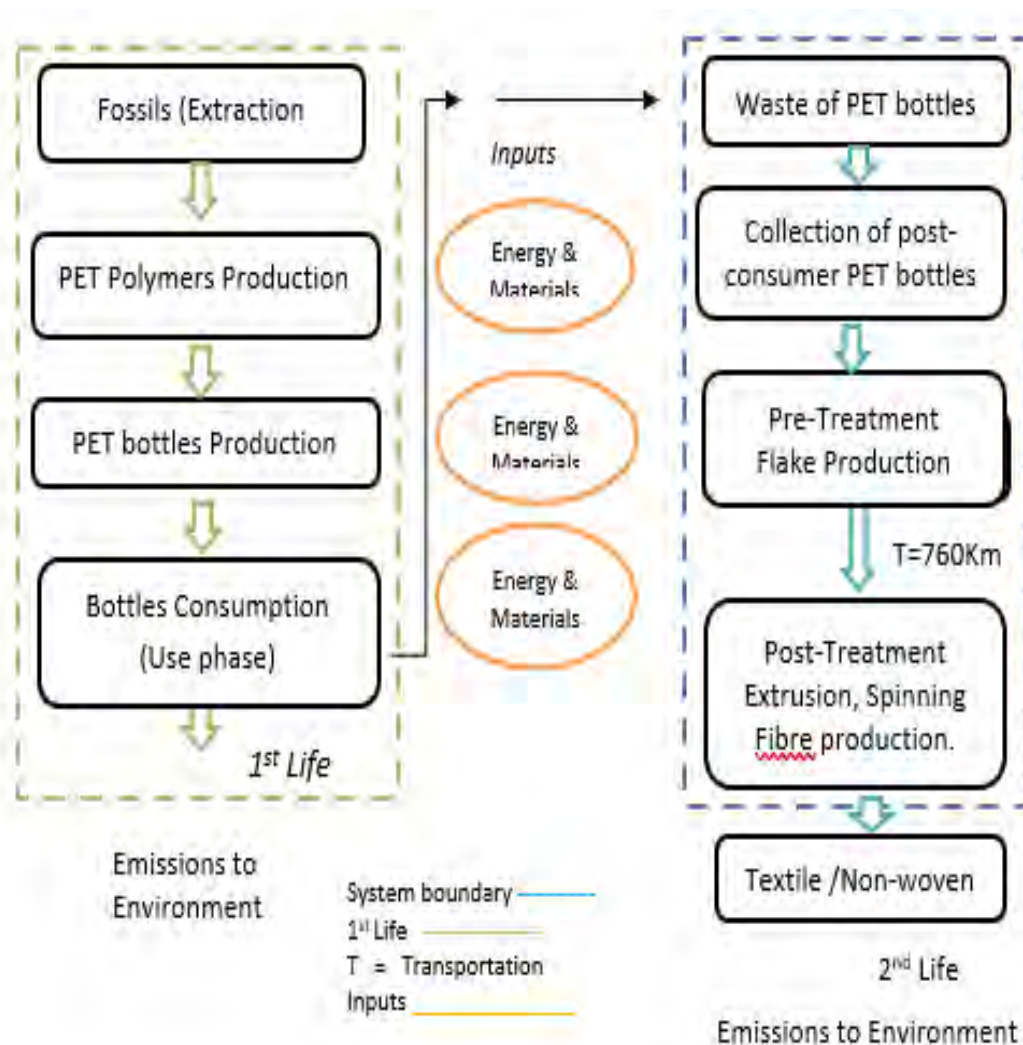 Fossils (Extraction
PET Polymers Production
PET bottles Production
Bottles Consumption
(Use phase)
1st Life
Emissions to
Environment
Inputs
Energy &
Materials
Energy &
Materials
Energy &
Materials
System boundary
1st Life
T = Transportation
Inputs
Waste of PET bottles
Collection of post-
consumer PET bottles
Pre-Treatment
Flake Production
T=760Km
Post-Treatment
Extrusion, Spinning
Fibre production.
Textile /Non-woven
2nd Life
Emissions to Environment